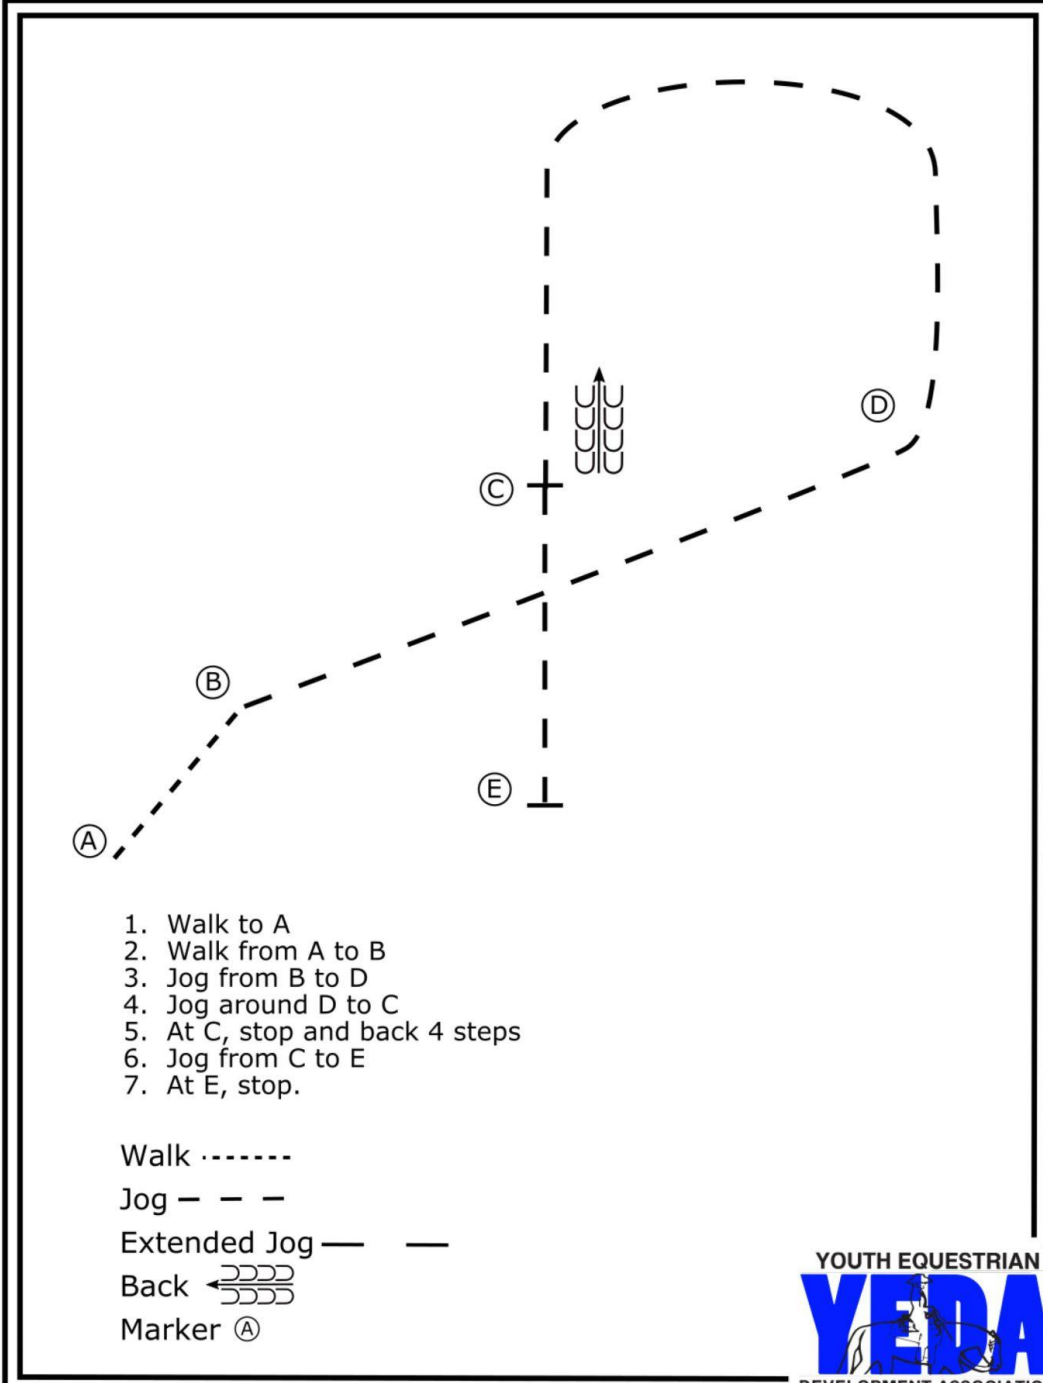 D
C
B
E
A
1. Walk to A
2. Walk from A to B
3. Jog from B to D
4. Jog around D to C
5. At C, stop and back 4 steps
6. Jog from C to E
7. At E, stop.
Walk
Jog
Extended Jog
Back
Marker A
YOUTH EQUESTRIAN
YEDA